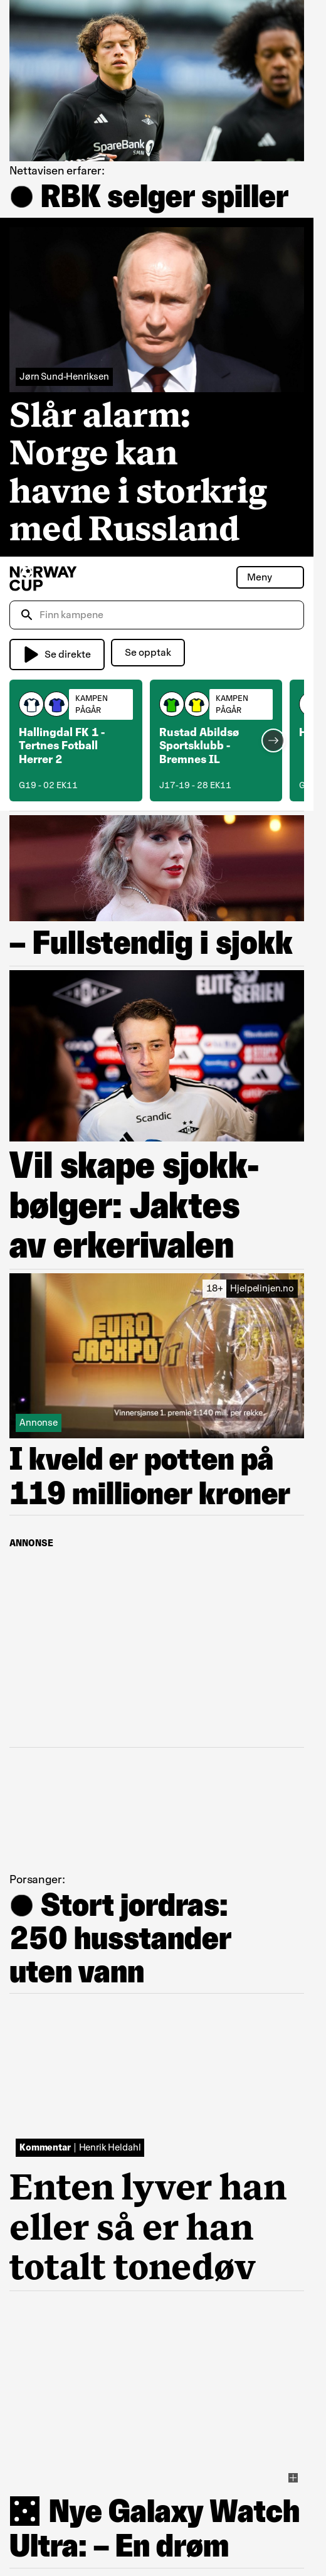 SpareBank
SMN
Nettavisen erfarer:
RBK selger spiller
Jørn Sund-Henriksen
Slår alarm:
Norge kan
havne i storkrig
med Russland
NORWAY
CUP
Meny
Finn kampene
Se direkte
Se opptak
KAMPEN
PÅGÅR
Hallingdal FK 1 -
Tertnes Fotball
Herrer 2
G19 - 02 EK11
KAMPEN
PÅGÅR
Rustad Abildsø
Sportsklubb -
Bremnes IL
J17-19 - 28 EK11
H
G
– Fullstendig i sjokk
ELITE
SERIEN
Scandic
Vil skape sjokk-
bølger: Jaktes
av erkerivalen
18+ Hjelpelinjen.no
EURO
JACKPOT
Vinnersjanse 1. premie 1:140 mill. per rekke.
Annonse
I kveld er potten på
119 millioner kroner
ANNONSE
Porsanger:
Stort jordras:
250 husstander
uten vann
Kommentar | Henrik Heldahl
Enten lyver han
eller så er han
totalt tonedøv
Nye Galaxy Watch
Ultra: – En drøm